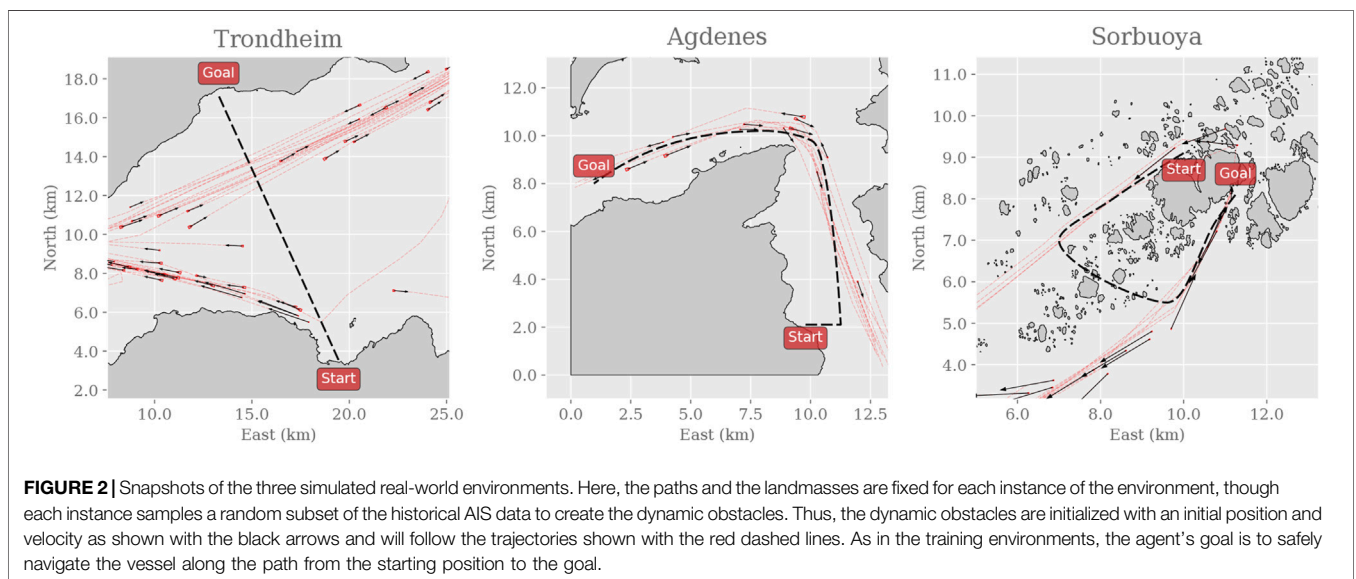 Trondheim
Agdenes
Sorbuoya
Goal
Start
18.0
16.0
14.0
12.0
10.0
8.0
6.0
4.0
2.0
North (km)
10.0
15.0
20.0
25.0
East (km)
Goal
Start
12.0
10.0
8.0
6.0
4.0
2.0
0.0
North (km)
0.0
2.5
5.0
7.5
10.0
12.5
East (km)
Start
Goal
11.0
10.0
9.0
8.0
7.0
6.0
5.0
4.0
North (km)
6.0
8.0
10.0
12.0
East (km)
FIGURE 2 | Snapshots of the three simulated real-world environments. Here, the paths and the landmasses are fixed for each instance of the environment, though
each instance samples a random subset of the historical AIS data to create the dynamic obstacles. Thus, the dynamic obstacles are initialized with an initial position and
velocity as shown with the black arrows and will follow the trajectories shown with the red dashed lines. As in the training environments, the agent's goal is to safely
navigate the vessel along the path from the starting position to the goal.